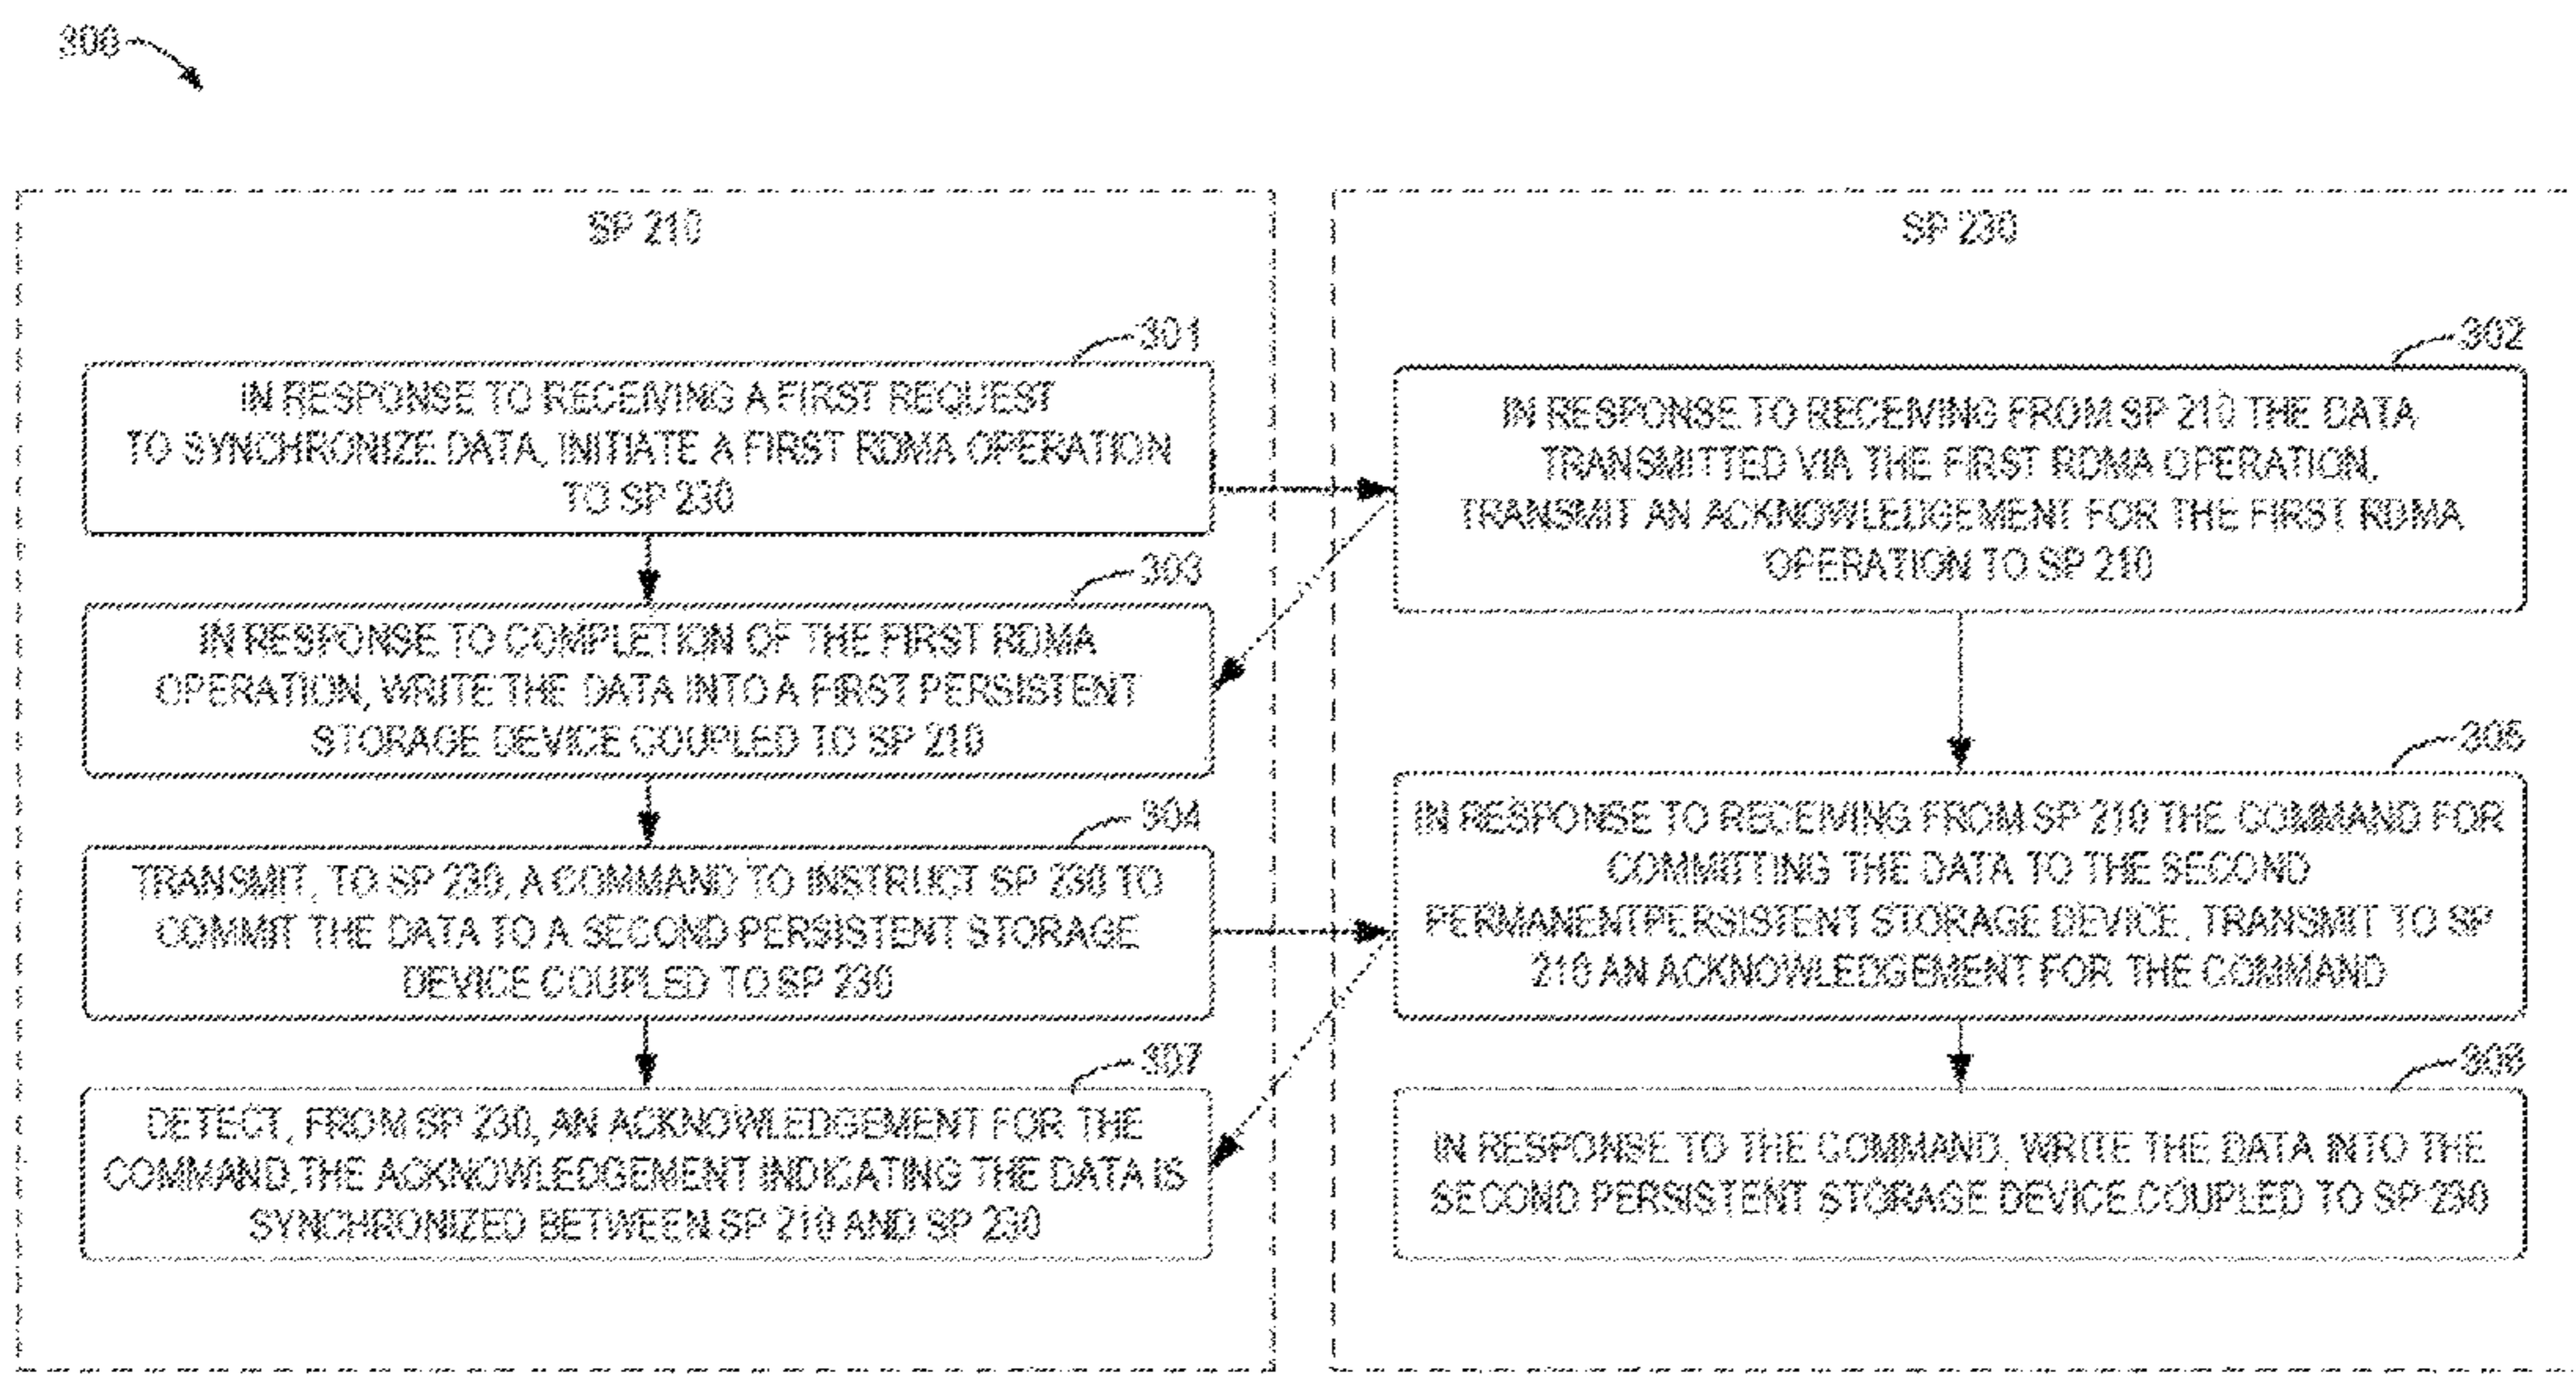 300
SP 210
301
IN RESPONSE TO RECEIVING A FIRST REQUEST
TO SYNCHRONIZE DATA, INITIATE A FIRST RDMA OPERATION
TO SP 230
303
IN RESPONSE TO COMPLETION OF THE FIRST RDMA
OPERATION, WRITE THE DATA INTO A FIRST PERSISTENT
STORAGE DEVICE COUPLED TO SP 210
304
TRANSMIT, TO SP 230, A COMMAND TO INSTRUCT SP 230 TO
COMMIT THE DATA TO A SECOND PERSISTENT STORAGE
DEVICE COUPLED TO SP 230
307
DETECT, FROM SP 230, AN ACKNOWLEDGEMENT FOR THE
COMMAND, THE ACKNOWLEDGEMENT INDICATING THE DATA IS
SYNCHRONIZED BETWEEN SP 210 AND SP 230
SP 230
302
IN RESPONSE TO RECEIVING FROM SP 210 THE DATA
TRANSMITTED VIA THE FIRST RDMA OPERATION,
TRANSMIT AN ACKNOWLEDGEMENT FOR THE FIRST RDMA
OPERATION TO SP 210
305
IN RESPONSE TO RECEIVING FROM SP 210 THE COMMAND FOR
COMMITTING THE DATA TO THE SECOND
PERMANENTPERSISTENT STORAGE DEVICE, TRANSMIT TO SP
210 AN ACKNOWLEDGEMENT FOR THE COMMAND
306
IN RESPONSE TO THE COMMAND, WRITE THE DATA INTO THE
SECOND PERSISTENT STORAGE DEVICE COUPLED TO SP 230